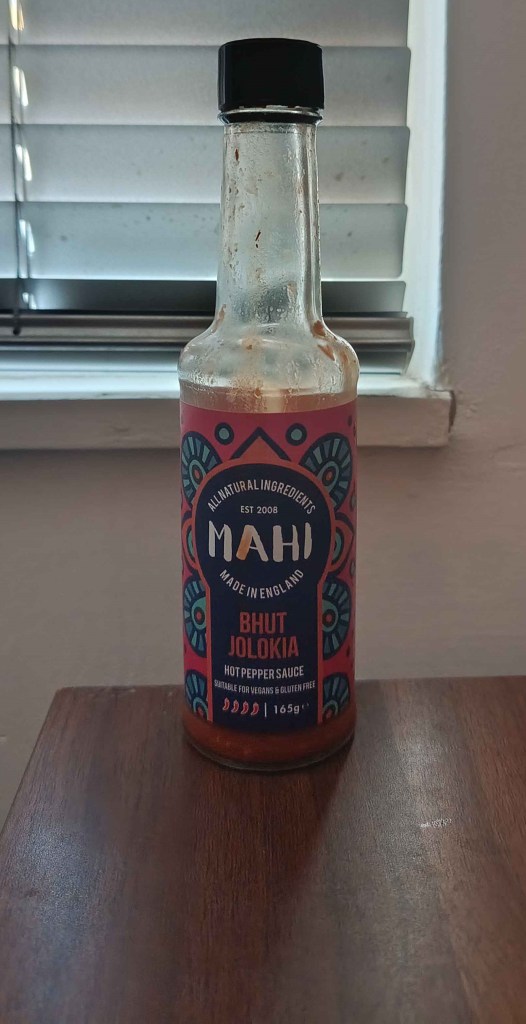 ALL NATURAL INGREDIENTS
EST 2008
MAHI
MADE IN ENGLAND
BHUT
JOLOKIA
HOT PEPPER SAUCE
SUITABLE FOR VEGANS & GLUTEN FREE
| 165g e